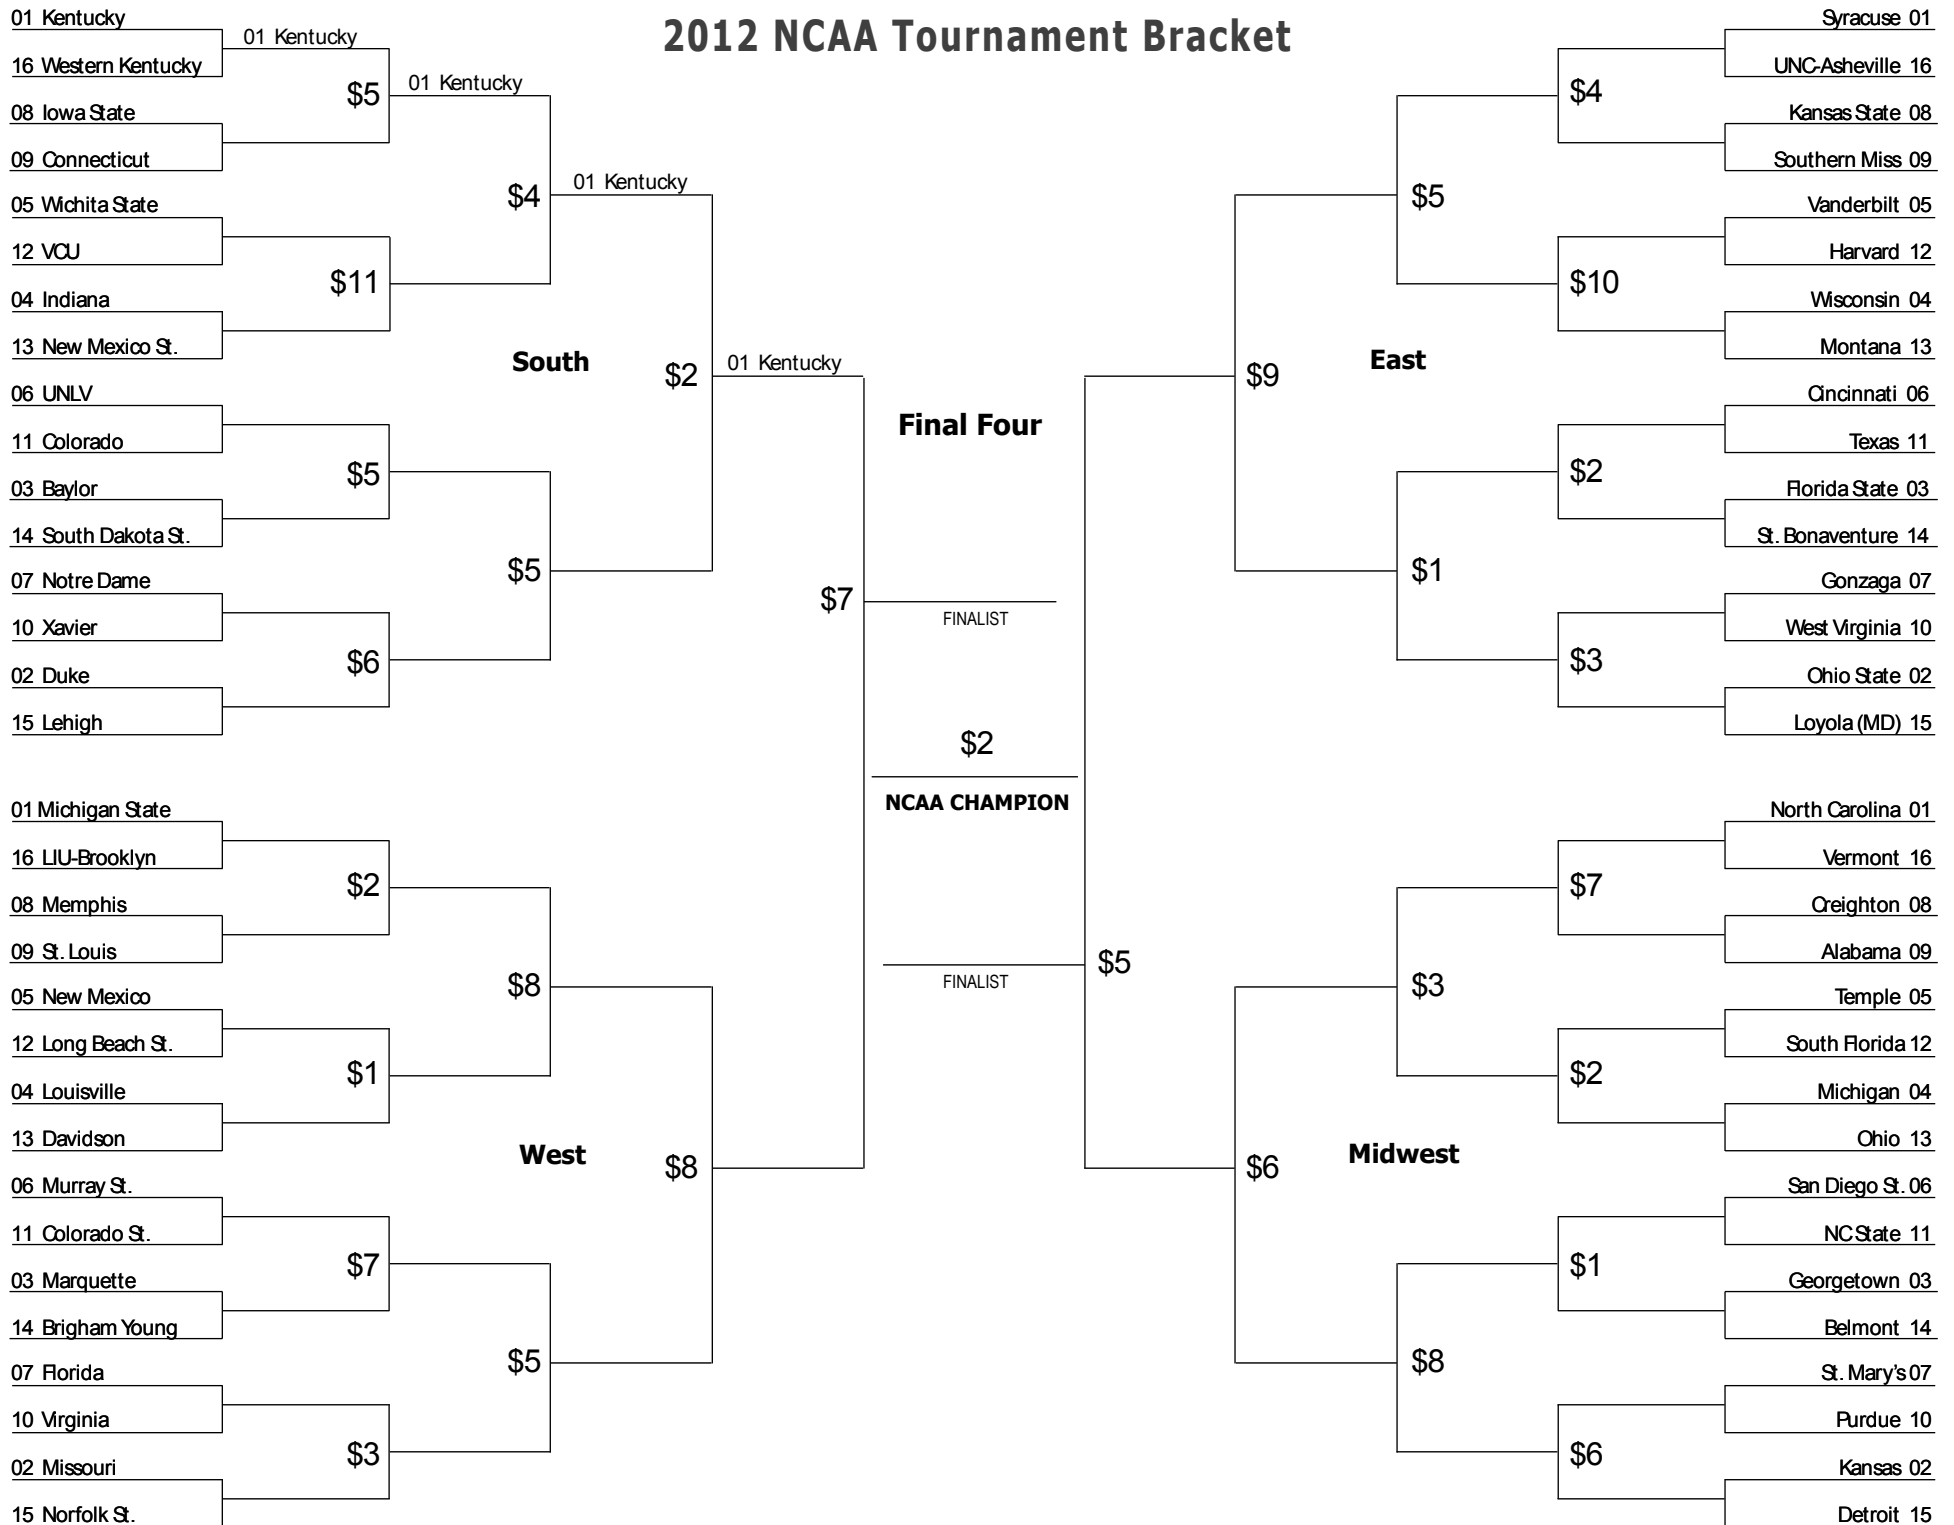 2012 NCAA Tournament Bracket
01 Kentucky
01 Kentucky
16 Western Kentucky
$5
01 Kentucky
08 Iowa State
09 Connecticut
$4
01 Kentucky
05 Wichita State
12 VCU
$11
04 Indiana
13 New Mexico St.
South
$2
01 Kentucky
06 UNLV
11 Colorado
$5
03 Baylor
14 South Dakota St.
$5
07 Notre Dame
10 Xavier
$6
02 Duke
15 Lehigh
01 Michigan State
16 LIU-Brooklyn
$2
08 Memphis
09 St. Louis
$8
05 New Mexico
12 Long Beach St.
$1
04 Louisville
13 Davidson
West
$8
06 Murray St.
11 Colorado St.
$7
03 Marquette
14 Brigham Young
$5
07 Florida
10 Virginia
$3
02 Missouri
15 Norfolk St.
Final Four
$7
FINALIST
$2
NCAA CHAMPION
$5
FINALIST
Syracuse 01
UNC-Asheville 16
$4
Kansas State 08
Southern Miss 09
$5
Vanderbilt 05
Harvard 12
$10
Wisconsin 04
Montana 13
East
$9
Cincinnati 06
Texas 11
$2
Florida State 03
St. Bonaventure 14
$1
Gonzaga 07
West Virginia 10
$3
Ohio State 02
Loyola (MD) 15
North Carolina 01
Vermont 16
$7
Creighton 08
Alabama 09
$3
Temple 05
South Florida 12
$2
Michigan 04
Ohio 13
Midwest
$6
San Diego St. 06
NC State 11
$1
Georgetown 03
Belmont 14
$8
St. Mary’s 07
Purdue 10
$6
Kansas 02
Detroit 15